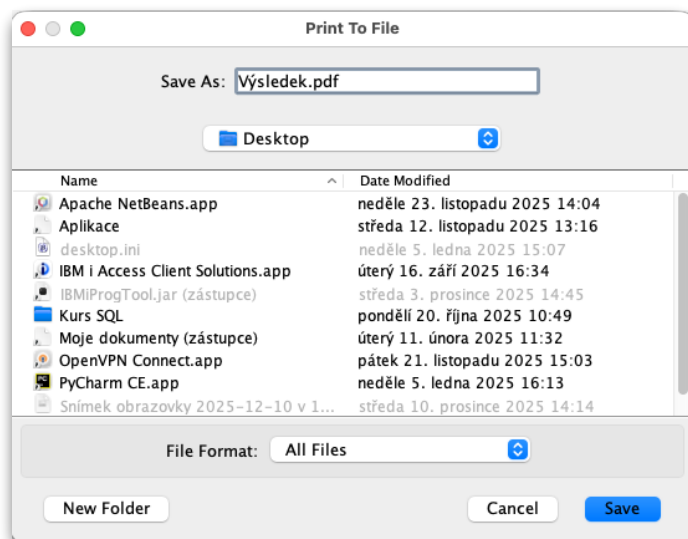 Print To File
Save As: Výsledek.pdf
Desktop
Name Date Modified
Apache NetBeans.app neděle 23. listopadu 2025 14:04
Aplikace středa 12. listopadu 2025 13:16
desktop.ini neděle 5. ledna 2025 15:07
IBM i Access Client Solutions.app úterý 16. září 2025 16:34
IBMiProgTool.jar (zástupce) středa 3. prosince 2025 14:45
Kurs SQL pondělí 20. října 2025 10:49
Moje dokumenty (zástupce) úterý 11. února 2025 11:32
OpenVPN Connect.app pátek 21. listopadu 2025 15:03
PyCharm CE.app neděle 5. ledna 2025 16:13
Snímek obrazovky 2025-12-10 v 1... středa 10. prosince 2025 14:14
File Format: All Files
New Folder Cancel Save